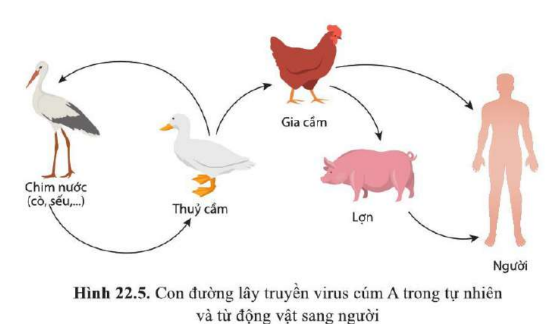 Gia cầm
Chim nước
(cò, sếu,...)
Thuỷ cầm
Lợn
Người
Hình 22.5. Con đường lây truyền virus cúm A trong tự nhiên
và từ động vật sang người